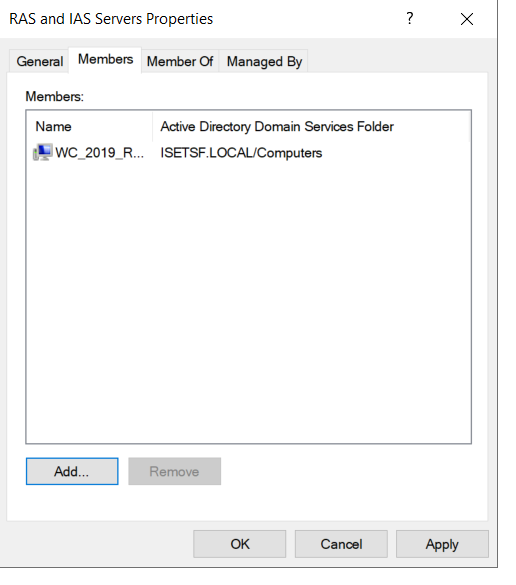 RAS and IAS Servers Properties ?
General Members Member Of Managed By
Members:
Name Active Directory Domain Services Folder
WC_2019_R... ISETSF.LOCAL/Computers
Add... Remove
OK Cancel Apply